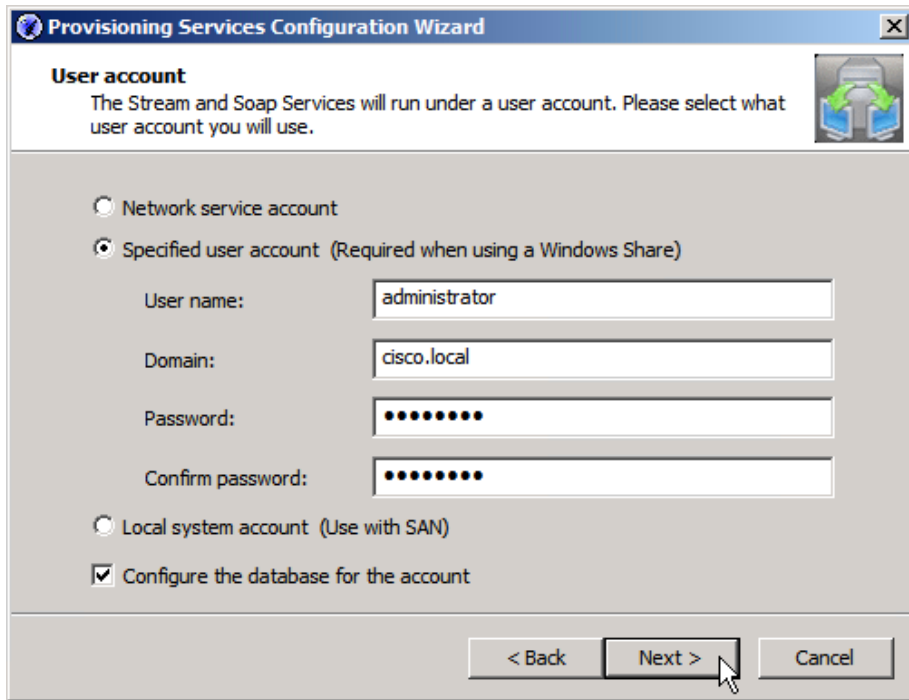 Provisioning Services Configuration Wizard
User account
The Stream and Soap Services will run under a user account. Please select what
user account you will use.
Network service account
Specified user account (Required when using a Windows Share)
User name: administrator
Domain: cisco.local
Password: ●●●●●●●●
Confirm password: ●●●●●●●●
Local system account (Use with SAN)
Configure the database for the account
< Back Next > Cancel